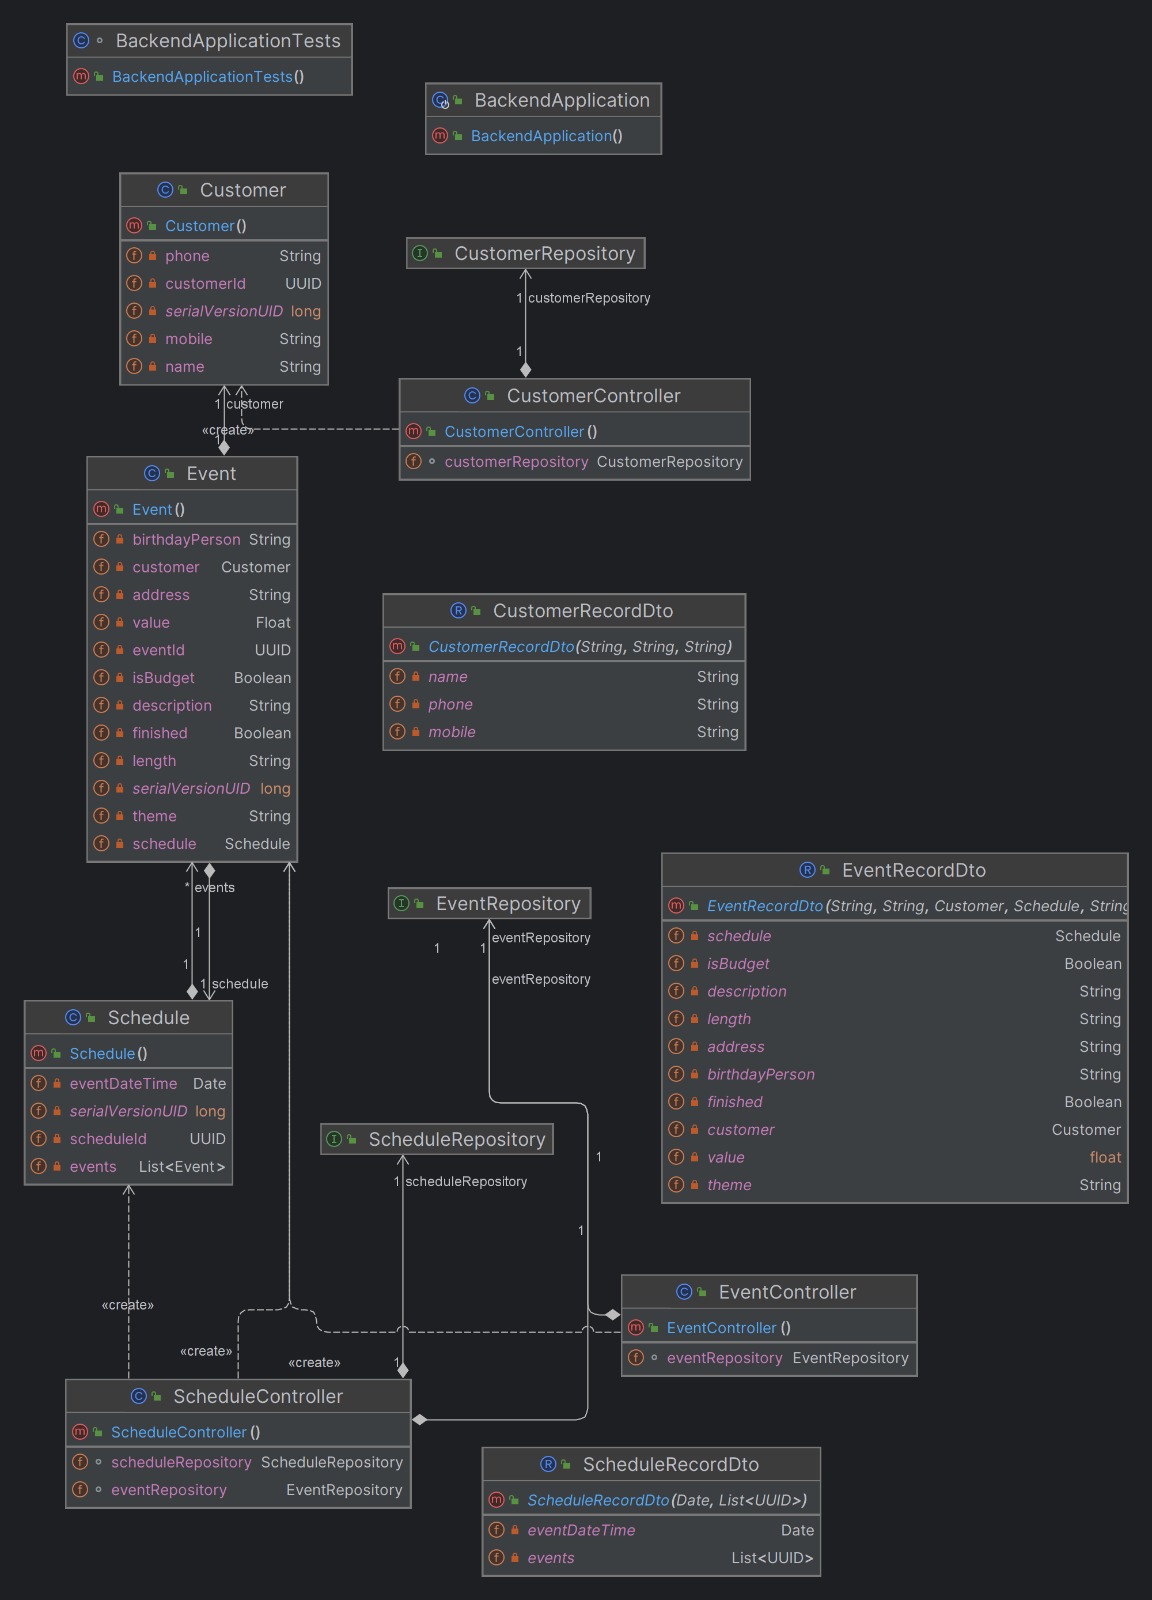 BackendApplicationTests
BackendApplicationTests()
BackendApplication
BackendApplication()
Customer
Customer()
phone String
customerId UUID
serialVersionUID long
mobile String
name String
CustomerRepository
1 customerRepository
1
CustomerController
CustomerController()
customerRepository CustomerRepository
1 customer
«create»
1
Event
Event()
birthdayPerson String
customer Customer
address String
value Float
eventId UUID
isBudget Boolean
description String
finished Boolean
length String
serialVersionUID long
theme String
schedule Schedule
CustomerRecordDto
CustomerRecordDto(String, String, String)
name String
phone String
mobile String
* events
1
1
1 schedule
EventRepository
1 1 eventRepository
eventRepository
EventRecordDto
EventRecordDto(String, String, Customer, Schedule, String
schedule Schedule
isBudget Boolean
description String
length String
address String
birthdayPerson String
finished Boolean
customer Customer
value float
theme String
Schedule
Schedule()
eventDateTime Date
serialVersionUID long
scheduleId UUID
events List<Event>
ScheduleRepository
1 scheduleRepository
1
1
«create»
«create»
«create»
1
EventController
EventController()
eventRepository EventRepository
ScheduleController
ScheduleController()
scheduleRepository ScheduleRepository
eventRepository EventRepository
ScheduleRecordDto
ScheduleRecordDto(Date, List<UUID>)
eventDateTime Date
events List<UUID>